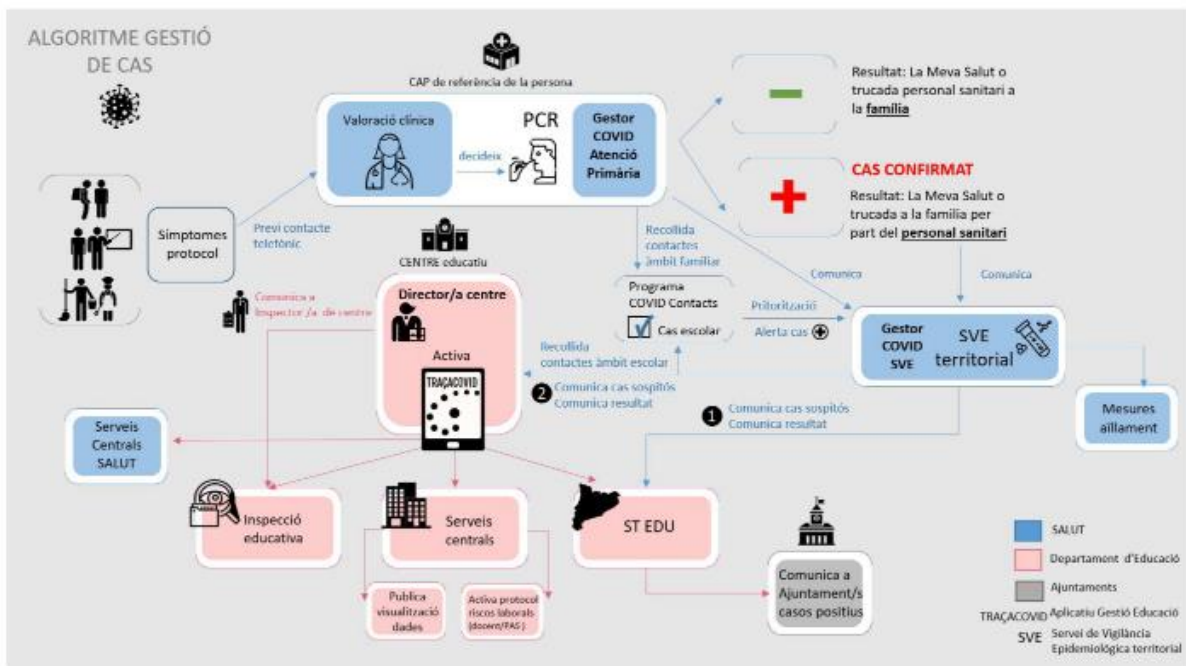 ALGORITME GESTIÓ
DE CAS
CAP de referència de la persona
Valoració clínica
decideix
PCR
Gestor
COVID
Atenció
Primària
Resultat: La Meva Salut o
trucada personal sanitari a
la família
CAS CONFIRMAT
Resultat: La Meva Salut o
trucada a la familia per
part del personal sanitari
Símptomes
protocol
Previ contacte
telefònic
CENTRE educatiu
Director/a centre
Activa
TRAÇACOVID
Comunica a
Inspector /a de centre
Recollida
contactes
àmbit familiar
Programa
COVID Contacts
Cas escolar
Pritorització
Alerta cas
Comunica
Comunica
Gestor
COVID
SVE
SVE
territorial
Recollida
contactes àmbit escolar
2 Comunica cas sospitós
Comunica resultat
1 Comunica cas sospitós
Comunica resultat
Mesures
aïllament
Serveis
Centrals
SALUT
Inspecció
educativa
Serveis
centrals
ST EDU
Publica
visualització
dades
Activa protocol
riscos laborals
(docent/PAS)
Comunica a
Ajuntament/s
casos positius
SALUT
Departament d'Educació
Ajuntaments
TRAÇACOVID Aplicatiu Gestió Educació
SVE Servei de Vigilància
Epidemiològica territorial